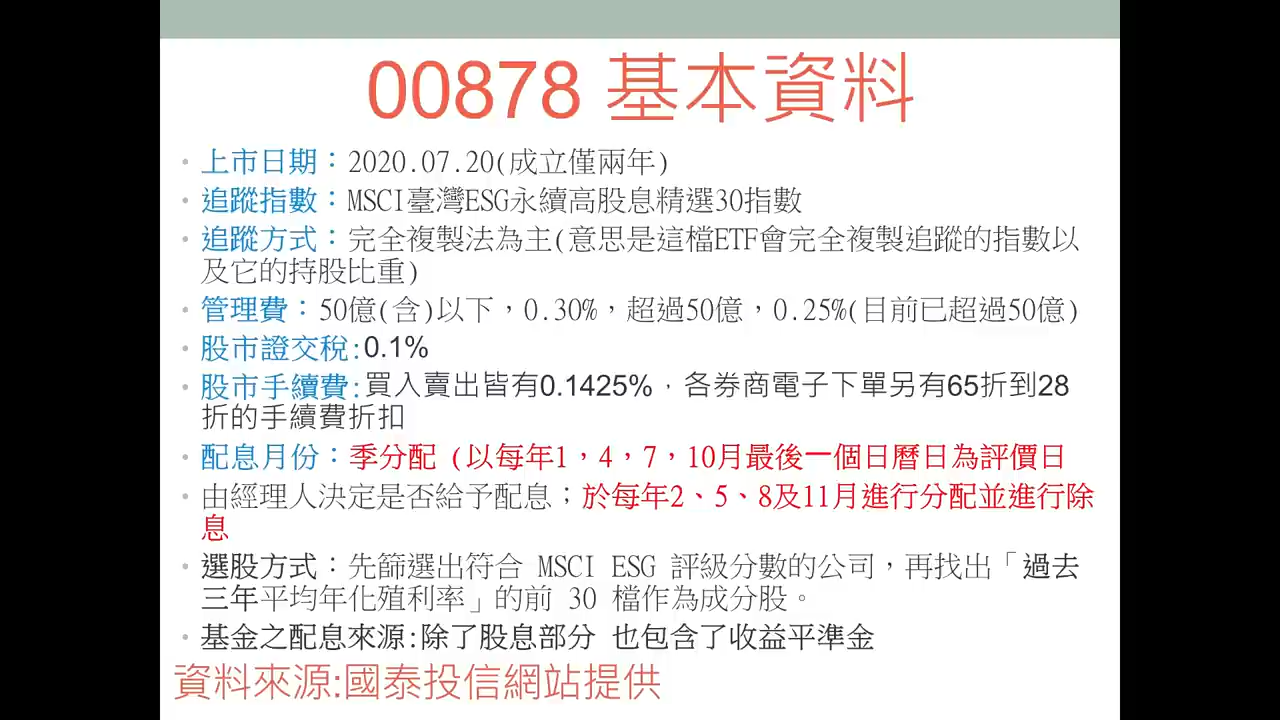 00878 基本資料
• 上市日期：2020.07.20(成立僅兩年)
• 追蹤指數：MSCI臺灣ESG永續高股息精選30指數
• 追蹤方式：完全複製法為主(意思是這檔ETF會完全複製追蹤的指數以
及它的持股比重)
• 管理費：50億(含)以下，0.30%，超過50億，0.25%(目前已超過50億)
• 股市證交稅:0.1%
• 股市手續費:買入賣出皆有0.1425%，各券商電子下單另有65折到28
折的手續費折扣
• 配息月份：季分配 (以每年1，4，7，10月最後一個日曆日為評價日
• 由經理人決定是否給予配息；於每年2、5、8及11月進行分配並進行除
息
• 選股方式：先篩選出符合 MSCI ESG 評級分數的公司，再找出「過去
三年平均年化殖利率」的前 30 檔作為成分股。
• 基金之配息來源:除了股息部分 也包含了收益平準金
資料來源:國泰投信網站提供